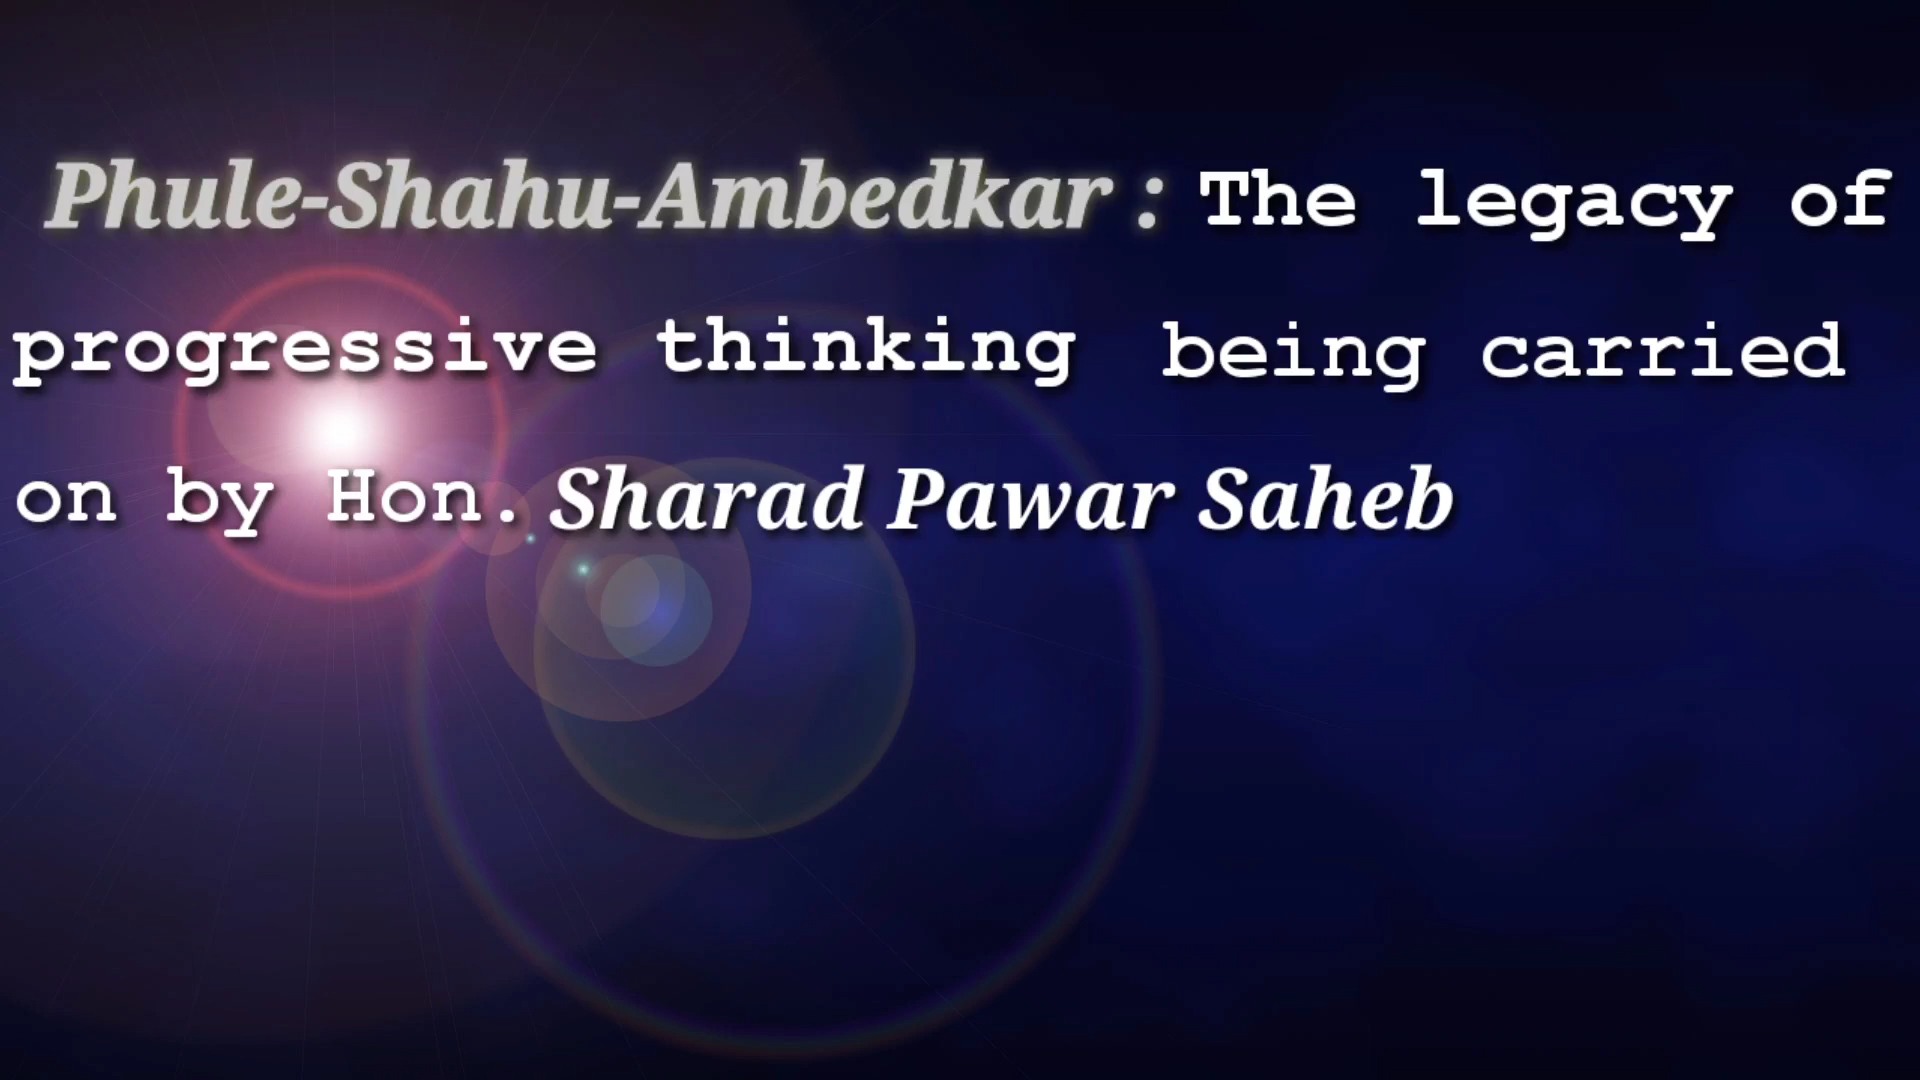 Phule-Shahu-Ambedkar : The legacy of
progressive thinking being carried
on by Hon. Sharad Pawar Saheb